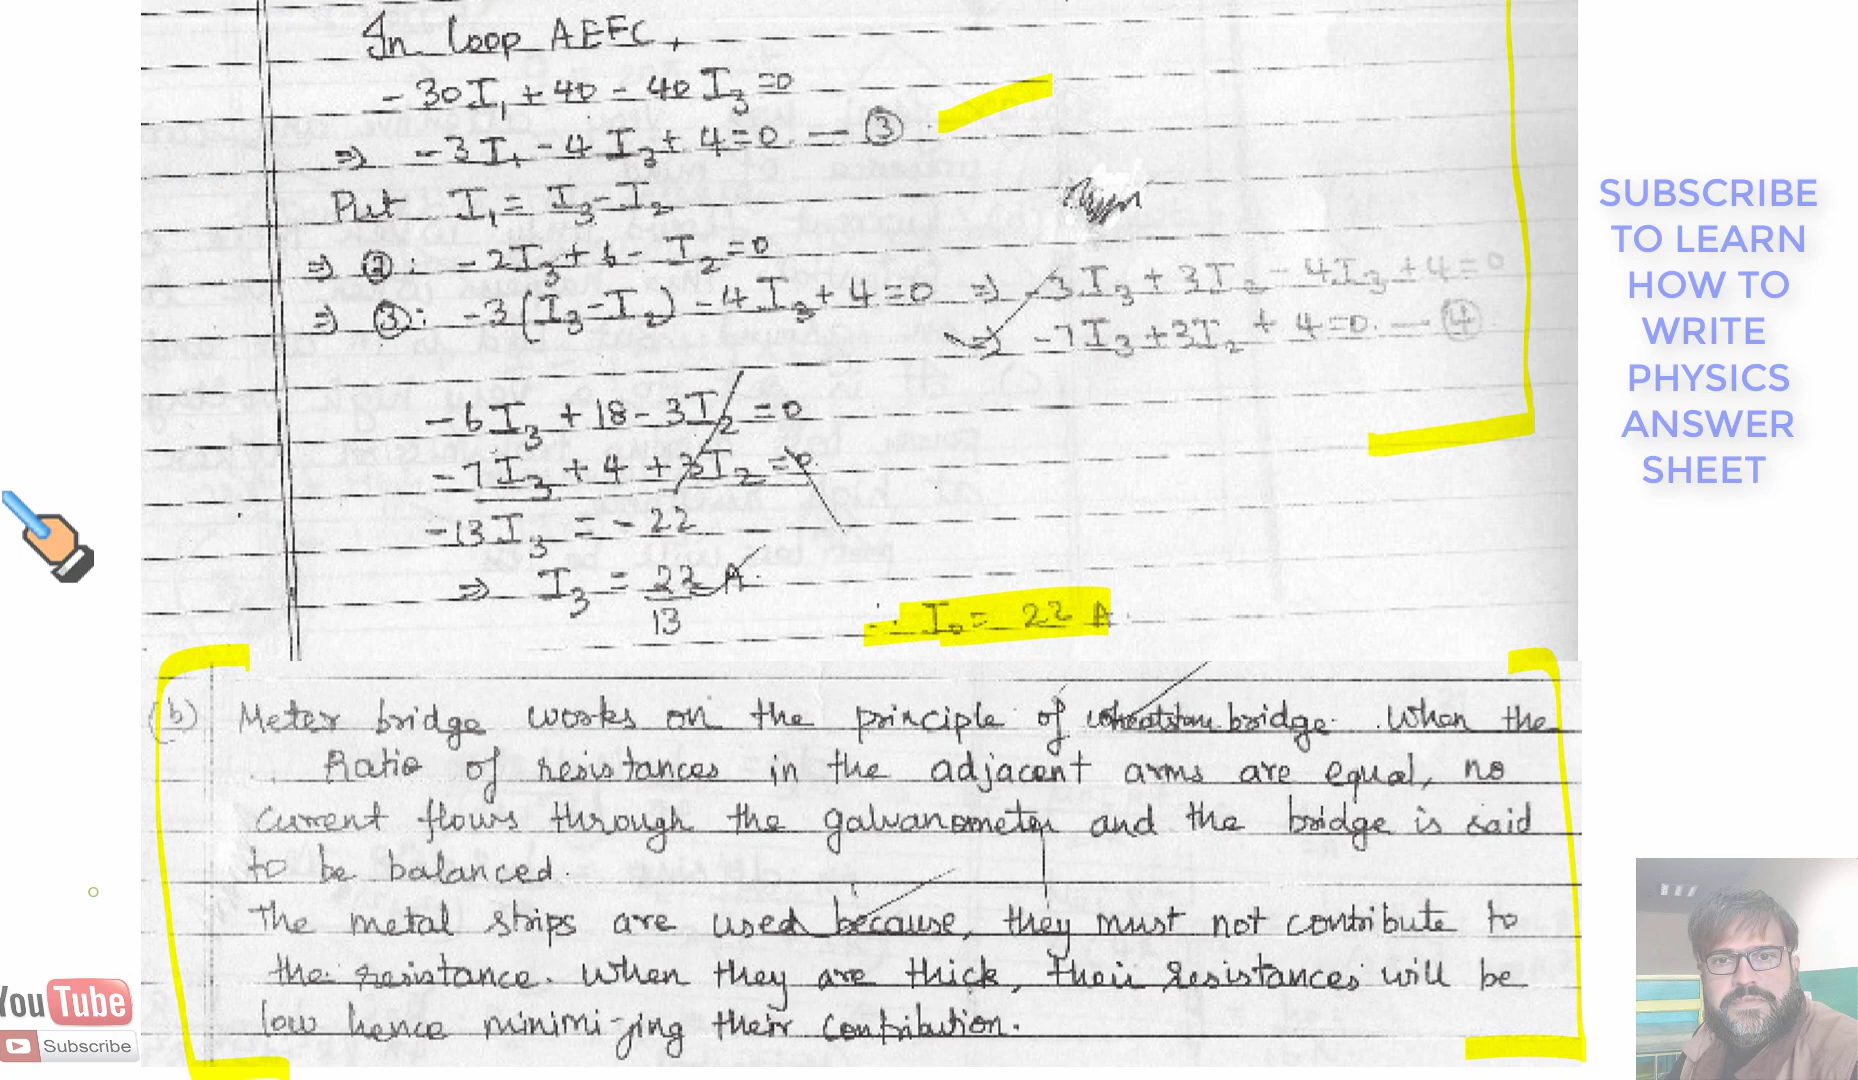 In loop AEFC,
- 30I₁ + 40 - 40 I₃ = 0
⇒ - 3I₁ - 4 I₃ + 4 = 0 — ③
Put I₁ = I₃ - I₂
⇒ ②: - 2I₃ + 6 - I₂ = 0
⇒ ③: -3(I₃ - I₂) - 4I₃ + 4 = 0 ⇒ -3I₃ + 3I₂ - 4I₃ + 4 = 0
⇒ -7I₃ + 3I₂ + 4 = 0. — ④
-6I₃ + 18 - 3I₂ = 0
-7I₃ + 4 + 3I₂ = 0
-13I₃ = - 22
⇒ I₃ = 22/13 A.
I₀ = 22 A
(b) Meter bridge works on the principle of wheatstone bridge. When the
Ratio of resistances in the adjacent arms are equal, no
current flows through the galvanometer and the bridge is said
to be balanced.
The metal strips are used because, they must not contribute to
the resistance. When they are thick, their resistances will be
low hence minimi-zing their contribution.
SUBSCRIBE
TO LEARN
HOW TO
WRITE
PHYSICS
ANSWER
SHEET
YouTube
Subscribe